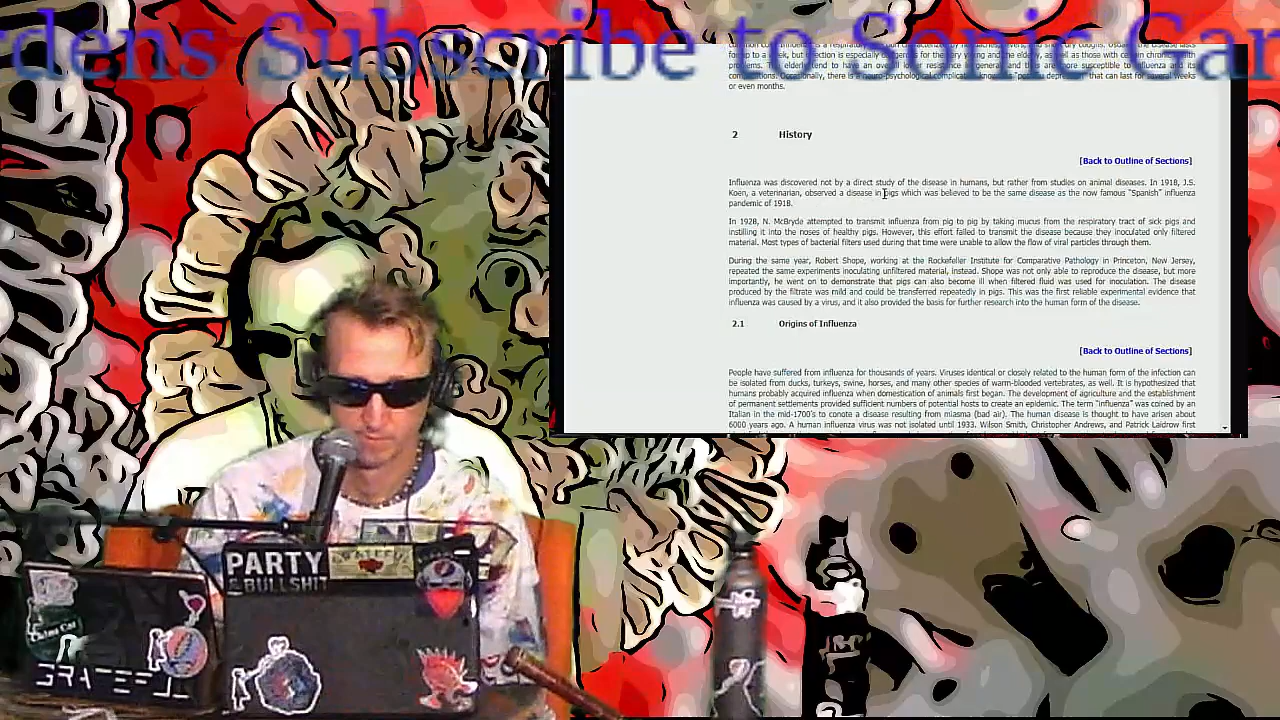 dens Subscribe to Sonic Gar
or even months.
2 History
[Back to Outline of Sections]
Influenza was discovered not by a direct study of the disease in humans, but rather from studies on animal diseases. In 1918, J.S.
Koen, a veterinarian, observed a disease in pigs which was believed to be the same disease as the now famous "Spanish" influenza
pandemic of 1918.
In 1928, N. McBryde attempted to transmit influenza from pig to pig by taking mucus from the respiratory tract of sick pigs and
instilling it into the noses of healthy pigs. However, this effort failed to transmit the disease because they inoculated only filtered
material. Most types of bacterial filters used during that time were unable to allow the flow of viral particles through them.
During the same year, Robert Shope, working at the Rockefeller Institute for Comparative Pathology in Princeton, New Jersey,
repeated the same experiments inoculating unfiltered material, instead. Shope was not only able to reproduce the disease, but more
importantly, he went on to demonstrate that pigs can also become ill when filtered fluid was used for inoculation. The disease
produced by the filtrate was mild and could be transferred repeatedly in pigs. This was the first reliable experimental evidence that
influenza was caused by a virus, and it also provided the basis for further research into the human form of the disease.
2.1 Origins of Influenza
[Back to Outline of Sections]
People have suffered from influenza for thousands of years. Viruses identical or closely related to the human form of the infection can
be isolated from ducks, turkeys, swine, horses, and many other species of warm-blooded vertebrates, as well. It is hypothesized that
humans probably acquired influenza when domestication of animals first began. The development of agriculture and the establishment
of permanent settlements provided sufficient numbers of potential hosts to create an epidemic. The term "influenza" was coined by an
Italian in the mid-1700's to conote a disease resulting from miasma (bad air). The human disease is thought to have arisen about
6000 years ago. A human influenza virus was not isolated until 1933. Wilson Smith, Christopher Andrews, and Patrick Laidrow first
PARTY
& BULLSHIT